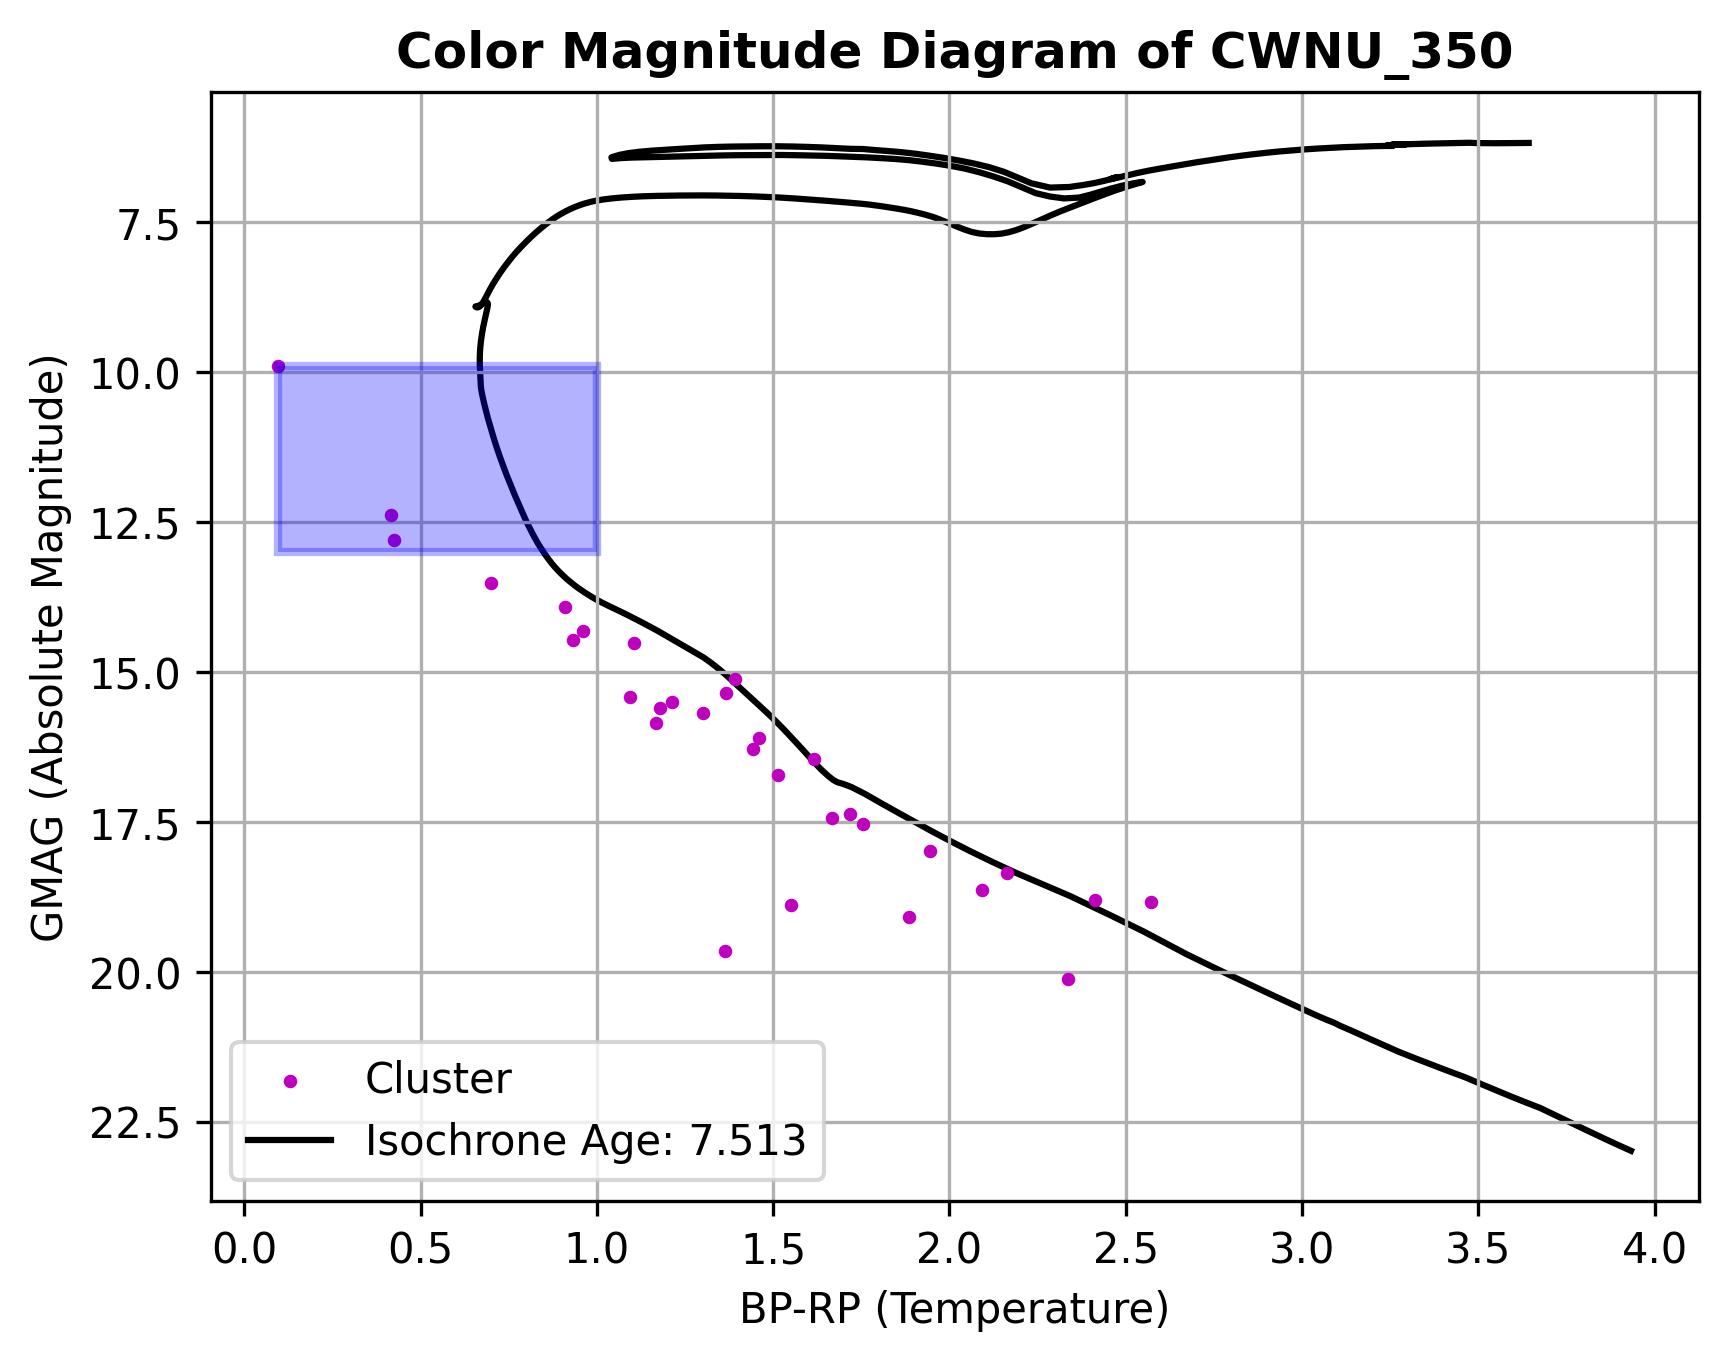 Color Magnitude Diagram of CWNU_350
GMAG (Absolute Magnitude)
7.5
10.0
12.5
15.0
17.5
20.0
22.5
Cluster
Isochrone Age: 7.513
0.0 0.5 1.0 1.5 2.0 2.5 3.0 3.5 4.0
BP-RP (Temperature)